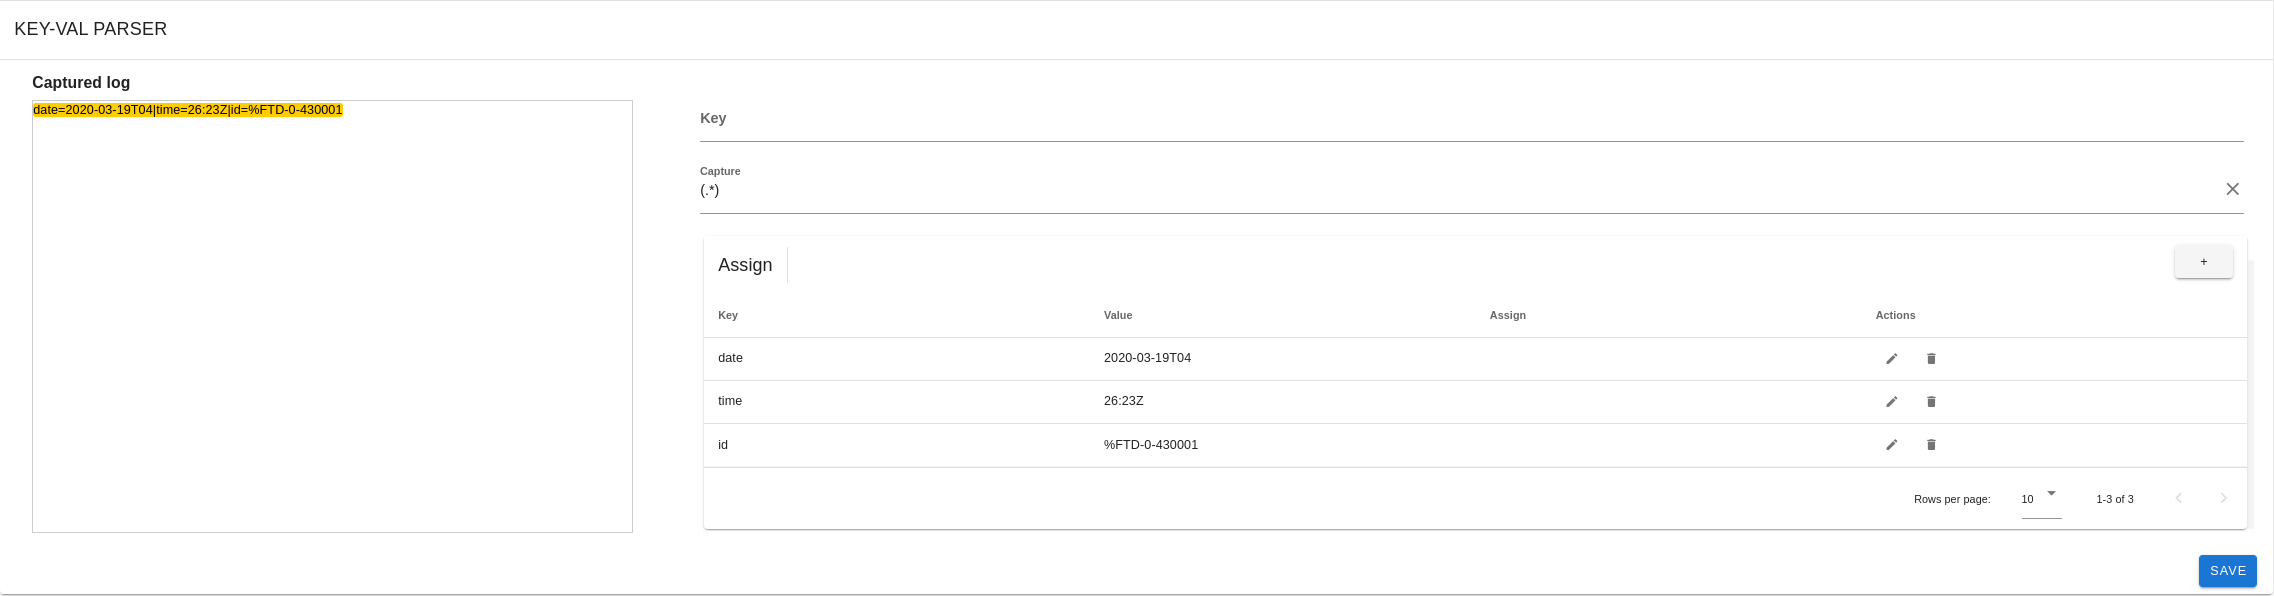 KEY-VAL PARSER
Captured log
date=2020-03-19T04|time=26:23Z|id=%FTD-0-430001
Key
Capture
(.*)
Assign
+
Key Value Assign Actions
date 2020-03-19T04
time 26:23Z
id %FTD-0-430001
Rows per page: 10 1-3 of 3
SAVE